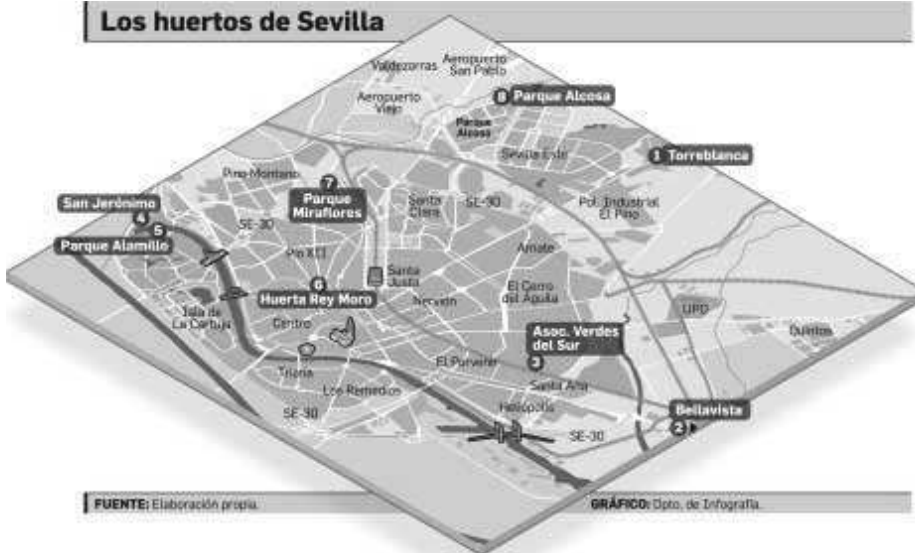 Los huertos de Sevilla
Valdezorras
Aeropuerto
San Pablo
Aeropuerto
Viejo
8 Parque Alcosa
Parque
Alcosa
Sevilla Este
1 Torreblanca
Pino Montano
7
Parque
Miraflores
Santa
Clara
SE-30
Pol. Industrial
El Pino
San Jerónimo
4
5
Parque Alamillo
SE-30
Pío XII
Amate
6
Huerta Rey Moro
Santa
Justa
Nervión
El Cerro
del Águila
Isla de
La Cartuja
Centro
UPO
Quintos
Asoc. Verdes
del Sur
3
El Porvenir
Triana
Los Remedios
Santa Ana
Heliópolis
Bellavista
2
SE-30
SE-30
FUENTE: Elaboración propia.
GRÁFICO: Dpto. de Infografía.